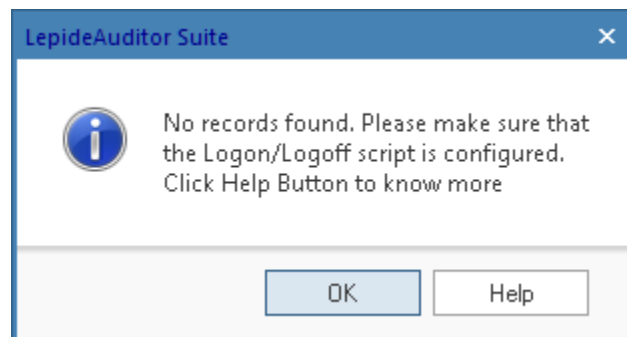 LepideAuditor Suite
No records found. Please make sure that
the Logon/Logoff script is configured.
Click Help Button to know more
OK
Help